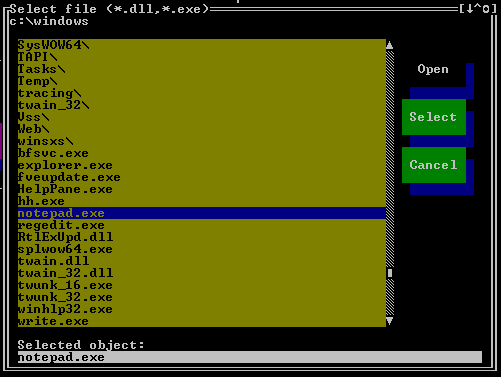 Select file (*.dll,*.exe)
[↓^o]
c:\windows
SysWOW64\
TAPI\
Tasks\
Temp\
tracing\
twain_32\
Vss\
Web\
winsxs\
bfsvc.exe
explorer.exe
fveupdate.exe
HelpPane.exe
hh.exe
notepad.exe
regedit.exe
RtlExUpd.dll
splwow64.exe
twain.dll
twain_32.dll
twunk_16.exe
twunk_32.exe
winhlp32.exe
write.exe
Open
Select
Cancel
Selected object:
notepad.exe